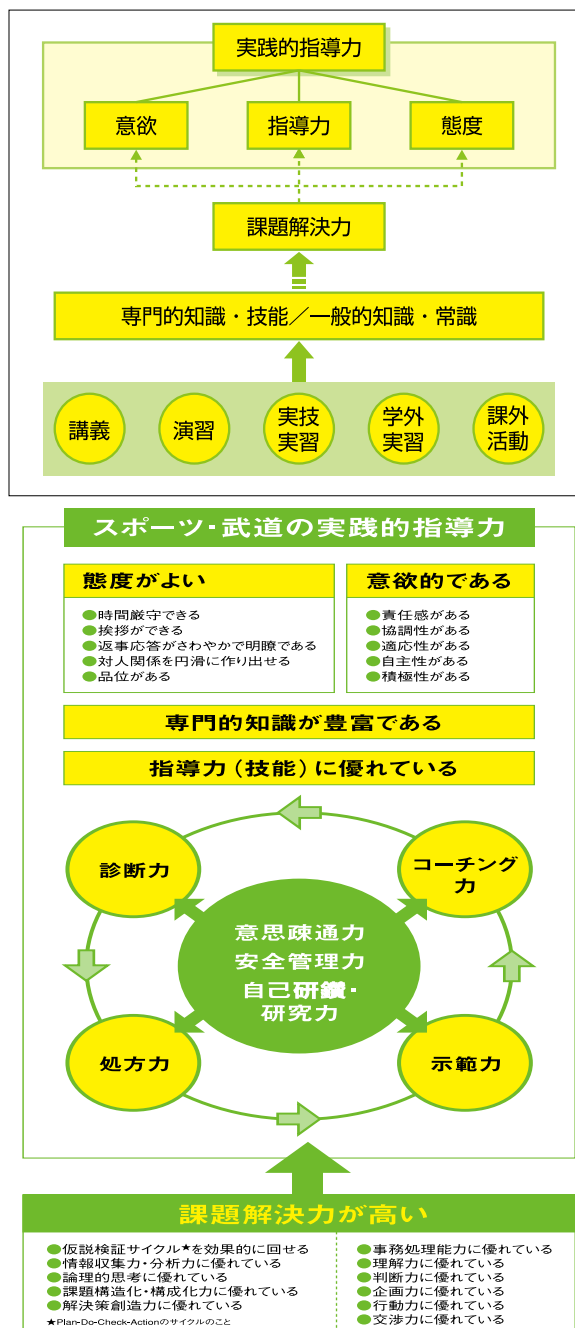 実践的指導力
意欲
指導力
態度
課題解決力
専門的知識・技能／一般的知識・常識
講義
演習
実技
実習
学外
実習
課外
活動
スポーツ・武道の実践的指導力
態度がよい
●時間厳守できる
●挨拶ができる
●返事応答がさわやかで明瞭である
●対人関係を円滑に作り出せる
●品位がある
意欲的である
●責任感がある
●協調性がある
●適応性がある
●自主性がある
●積極性がある
専門的知識が豊富である
指導力（技能）に優れている
診断力
コーチング
力
意思疎通力
安全管理力
自己研鑽・
研究力
処方力
示範力
課題解決力が高い
●仮説検証サイクル★を効果的に回せる
●情報収集力・分析力に優れている
●論理的思考に優れている
●課題構造化・構成化力に優れている
●解決策創造力に優れている
★Plan-Do-Check-Actionのサイクルのこと
●事務処理能力に優れている
●理解力に優れている
●判断力に優れている
●企画力に優れている
●行動力に優れている
●交渉力に優れている